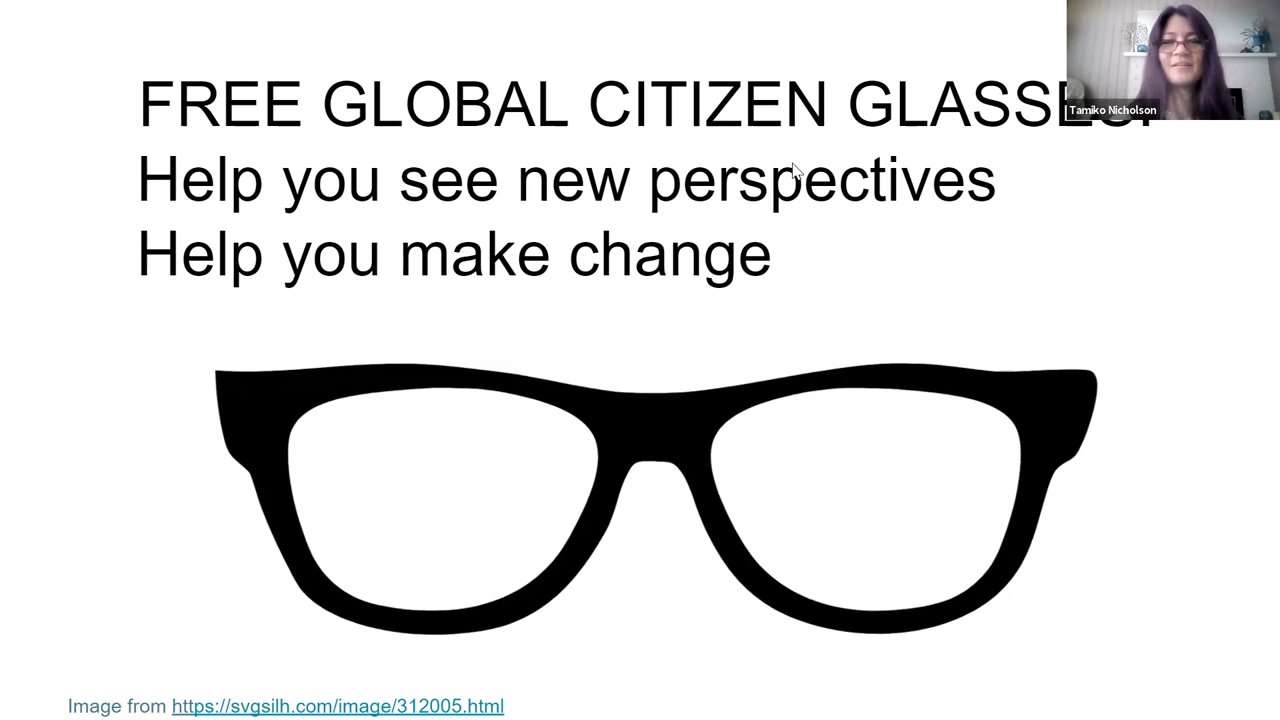 FREE GLOBAL CITIZEN
Help you see new perspectives
Help you make change
Tamiko Nicholson
Image from https://svgsilh.com/image/312005.html